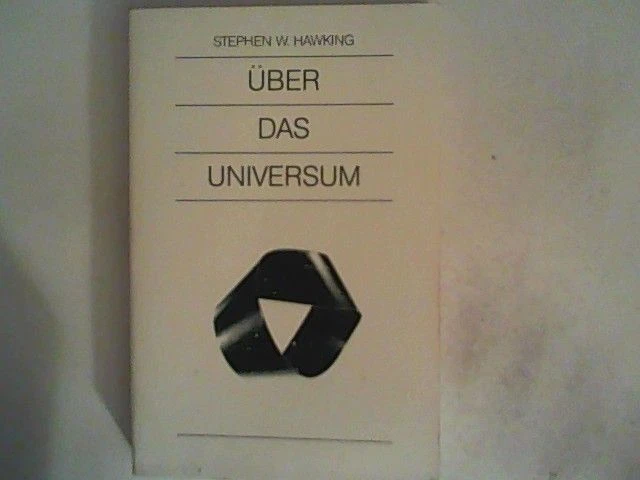 STEPHEN W. HAWKING
ÜBER
DAS
UNIVERSUM